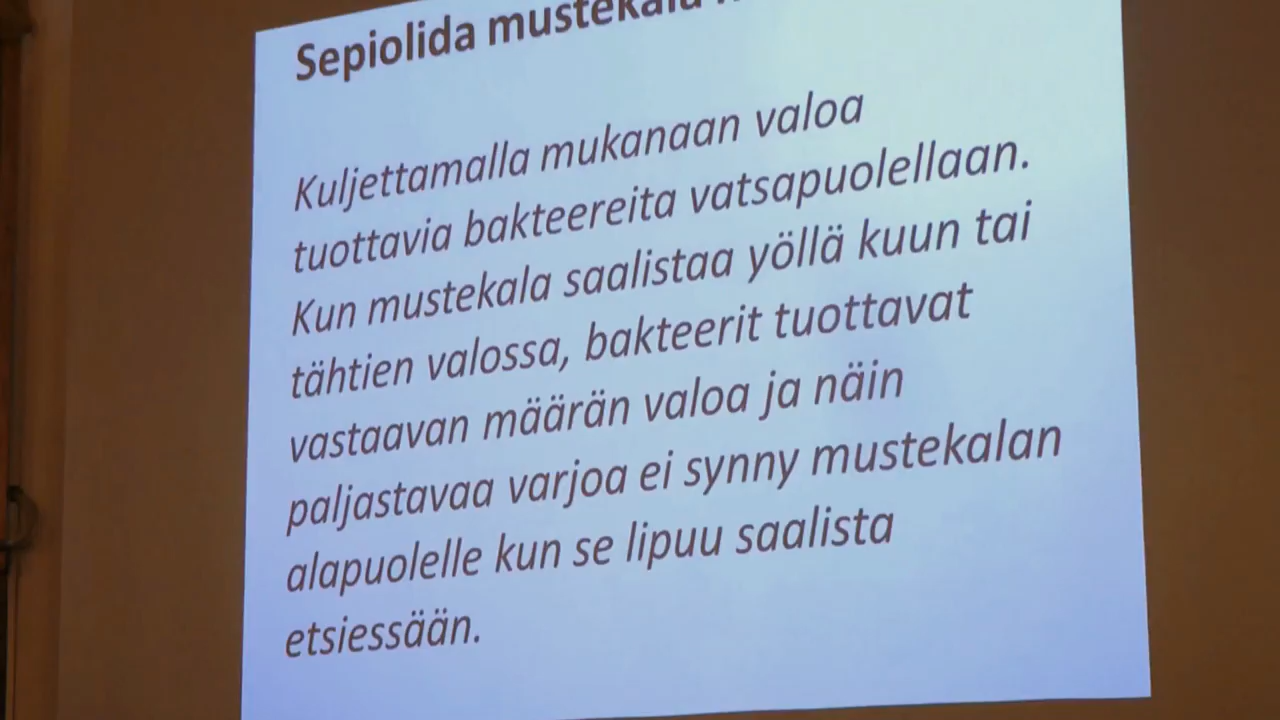 Sepiolida mustekala
Kuljettamalla mukanaan valoa
tuottavia bakteereita vatsapuolellaan.
Kun mustekala saalistaa yöllä kuun tai
tähtien valossa, bakteerit tuottavat
vastaavan määrän valoa ja näin
paljastavaa varjoa ei synny mustekalan
alapuolelle kun se lipuu saalista
etsiessään.